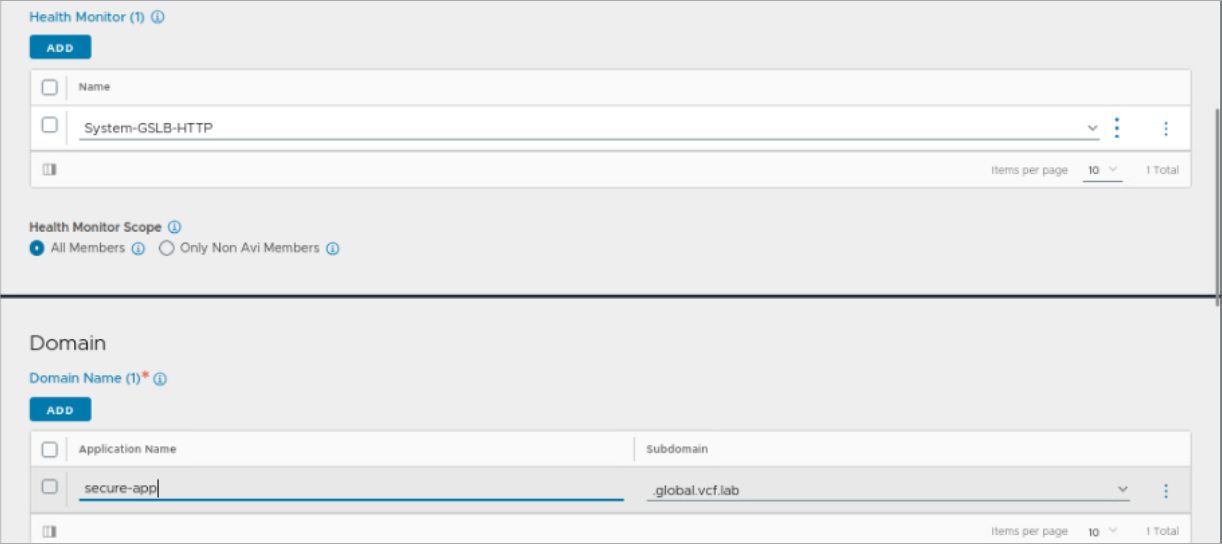 Health Monitor (1)
ADD
Name
System-GSLB-HTTP
Items per page 10 1 Total
Health Monitor Scope
All Members Only Non Avi Members
Domain
Domain Name (1)*
ADD
Application Name Subdomain
secure-app .global.vcf.lab
Items per page 10 1 Total